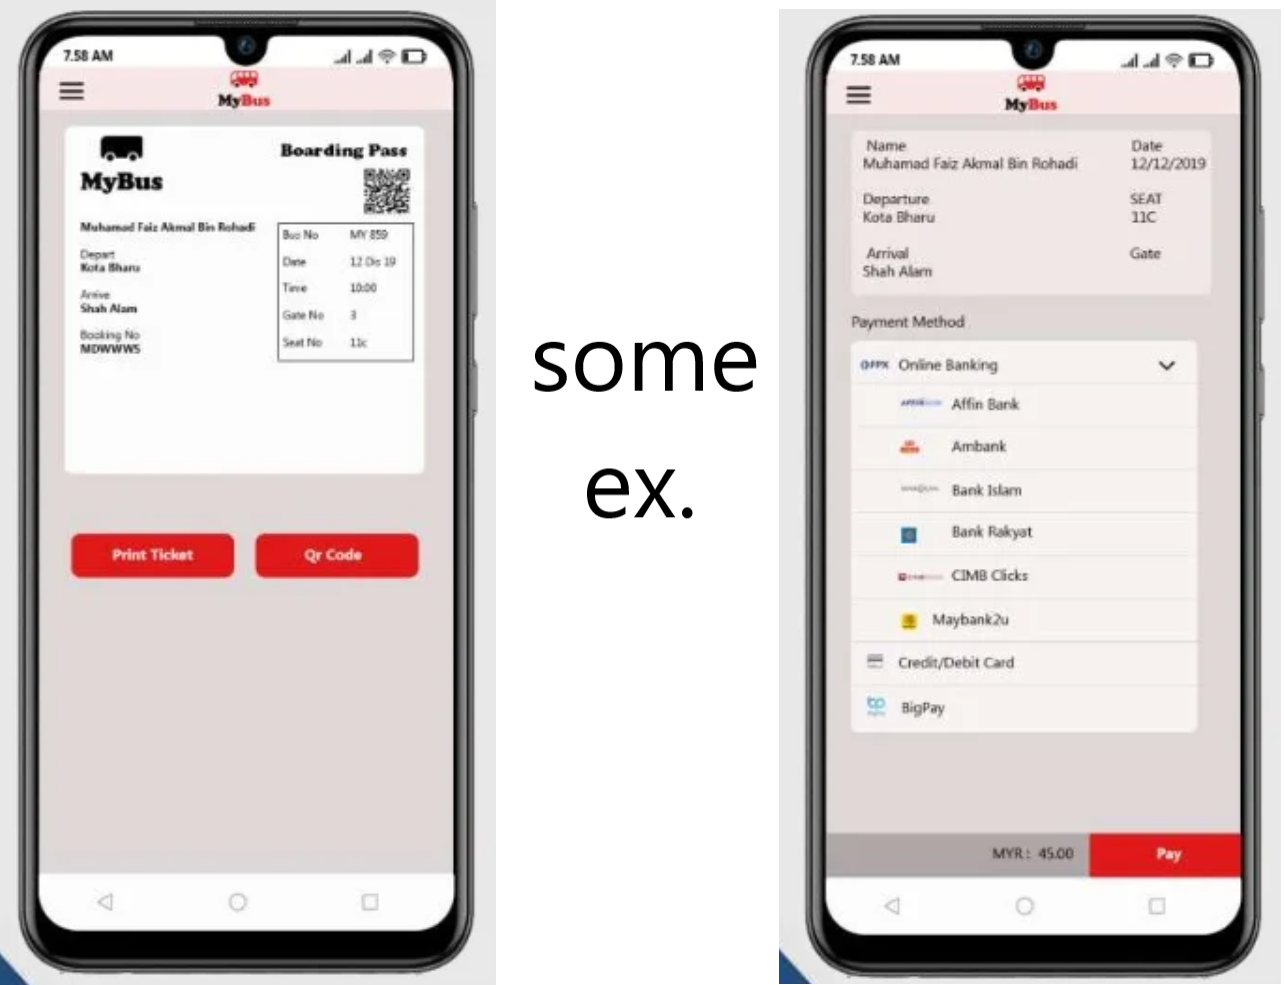 7.58 AM
MyBus
MyBus
Boarding Pass
Muhamad Faiz Akmal Bin Rohadi
Depart
Kota Bharu
Arrive
Shah Alam
Booking No
MDWWWS
Bus No MY 859
Date 12 Dis 19
Time 10:00
Gate No 3
Seat No 11c
Print Ticket
Qr Code
some
ex.
7.58 AM
MyBus
Name
Muhamad Faiz Akmal Bin Rohadi
Date
12/12/2019
Departure
Kota Bharu
SEAT
11C
Arrival
Shah Alam
Gate
Payment Method
FPX Online Banking
Affin Bank
Ambank
Bank Islam
Bank Rakyat
CIMB Clicks
Maybank2u
Credit/Debit Card
bp BigPay
MYR : 45.00
Pay